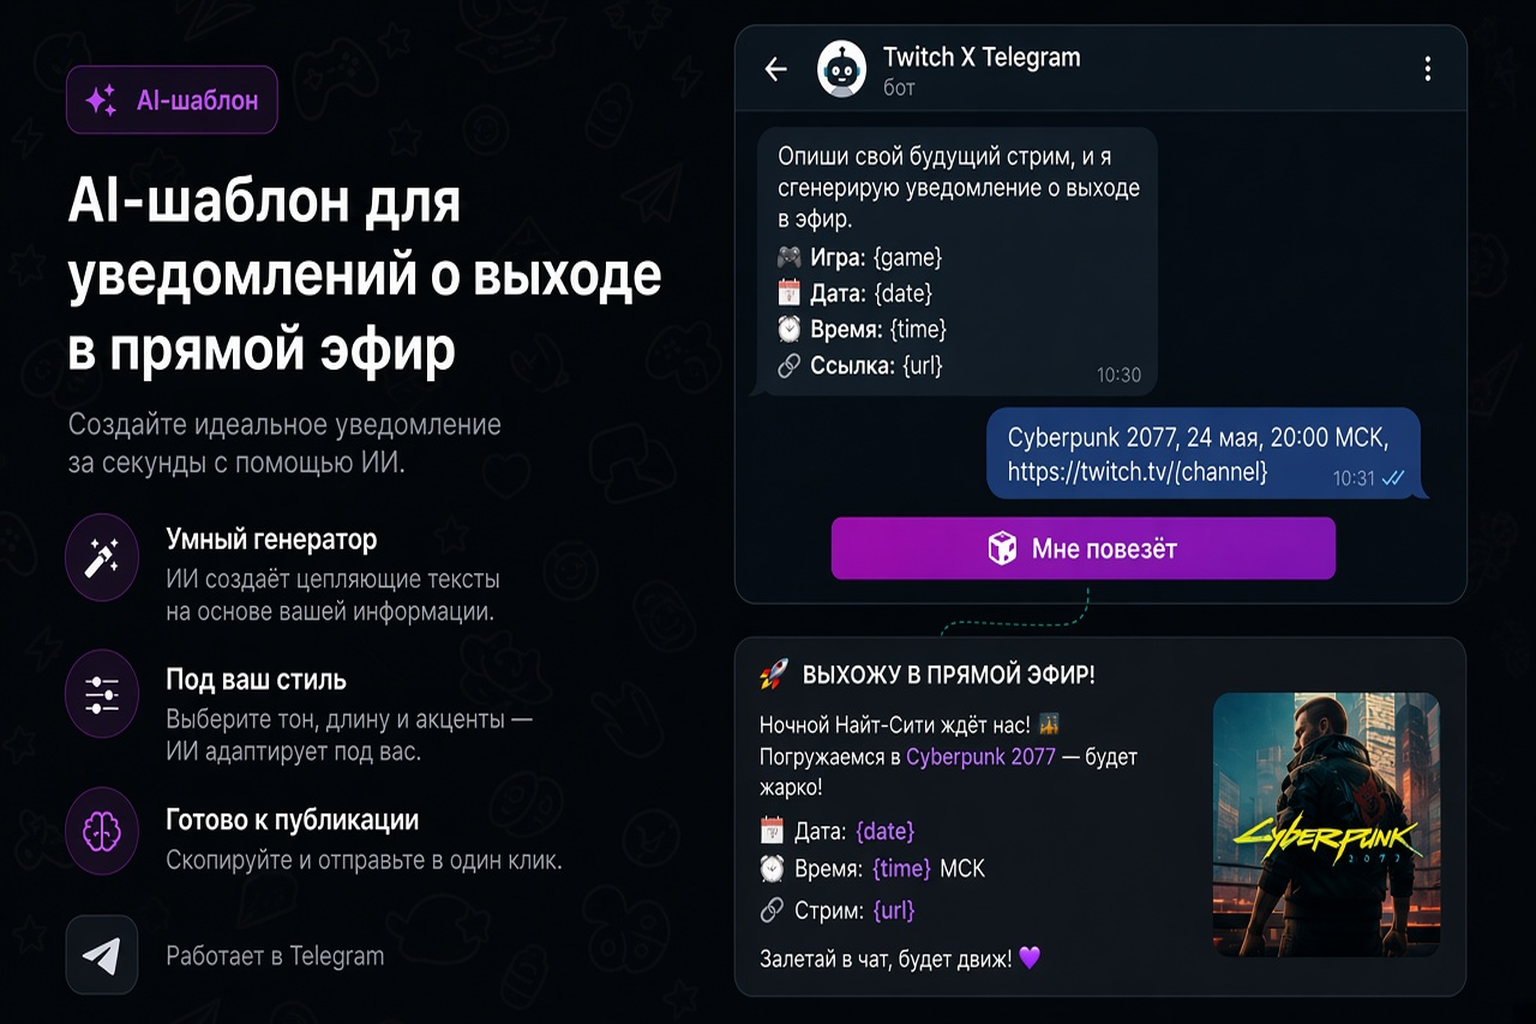 AI-шаблон
AI-шаблон для
уведомлений о выходе
в прямой эфир
Создайте идеальное уведомление
за секунды с помощью ИИ.
Умный генератор
ИИ создаёт цепляющие тексты
на основе вашей информации.
Под ваш стиль
Выберите тон, длину и акценты —
ИИ адаптирует под вас.
Готово к публикации
Скопируйте и отправьте в один клик.
Работает в Telegram
Twitch X Telegram
бот
Опиши свой будущий стрим, и я
сгенерирую уведомление о выходе
в эфир.
🎮 Игра: {game}
📅 Дата: {date}
⏰ Время: {time}
🔗 Ссылка: {url}
10:30
Cyberpunk 2077, 24 мая, 20:00 МСК,
https://twitch.tv/{channel}
10:31
Мне повезёт
🚀 ВЫХОЖУ В ПРЯМОЙ ЭФИР!
Ночной Найт-Сити ждёт нас! 🌃
Погружаемся в Cyberpunk 2077 — будет
жарко!
📅 Дата: {date}
⏰ Время: {time} МСК
🔗 Стрим: {url}
Залетай в чат, будет движ! 💜
Cyberpunk
2077